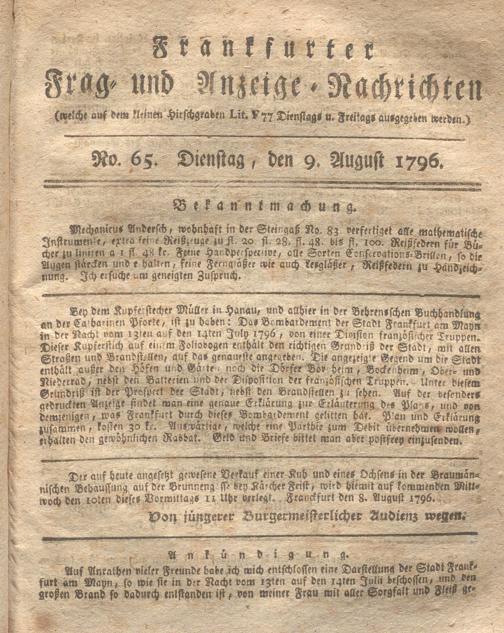 Frankfurter
Frag- und Anzeige-Nachrichten
(welche auf dem kleinen Hirschgraben Lit. F 77 Dienstags u. Freitags ausgegeben werden.)
No. 65. Dienstag, den 9. August 1796.
Bekanntmachung.
Mechanicus Andersch, wohnhaft in der Steingaß No. 83 verfertiget alle mathematische
Instrumente, extra feine Reißzeuge zu fl. 20. fl. 28. fl. 48. bis fl. 100. Reißfedern für Bü-
cher zu liniren a 1 fl. 48 kr. Feine Handperspektive, alle Sorten Conservations-Brillen, so die
Augen stärcken und erhalten, feine Ferngläser wie auch Lesgläser, Reißfedern zu Handzeich-
nung. Ich ersuche um geneigten Zuspruch.
Bey dem Kupferstecher Müller in Hanau, und allhier in der Behrenschen Buchhandlung
an der Catharinen Pforte, ist zu haben: Das Bombardement der Stadt Frankfurt am Mayn
in der Nacht vom 13ten auf den 14ten July 1796, von einer Division französischer Truppen.
Dieser Kupferstich auf einem Foliobogen enthält den richtigen Grundriß der Stadt, mit allen
Straßen und Brandstellen, auf das genaueste angegeben. Die angezeigte Gegend um die Stadt
enthält außer den Höfen und Gärten noch die Dörfer Bornheim, Bockenheim, Ober- und
Niederrad, nebst den Batterien und der Disposition der französischen Truppen. Unter diesem
Grundriß ist der Prospect der Stadt, nebst den Brandstellen zu sehen. Auf der besonders
gedruckten Anzeige findet man eine genaue Erklärung zur Erläuterung des Plans, und von
demjenigen, was Frankfurt durch dieses Bombardement gelitten hat. Plan und Erklärung
zusammen, kosten 30 kr. Auswärtige, welche eine Parthie zum Debit übernehmen wollen,
erhalten den gewöhnlichen Rabbat. Geld und Briefe bittet man aber postfrey einzusenden.
Der auf heute angesetzt gewesene Verkauf einer Kuh und eines Ochsens in der Braumän-
nischen Behaussung auf der Brunnengaß bey Kärcher Feist, wird hiemit auf kommenden Mitt-
woch den 10ten dieses Vormittags 11 Uhr verlegt. Frankfurt den 8. August 1796.
Von jüngerer Burgermeisterlicher Audienz wegen.
Ankündigung.
Auf Anrathen vieler Freunde habe ich mich entschlossen eine Darstellung der Stadt Frank-
furt am Mayn, so wie sie in der Nacht vom 13ten auf den 14ten Julii beschossen, und den
großen Brand so dadurch entstanden ist, von meiner Frau mit aller Sorgfalt und Fleiß ge-